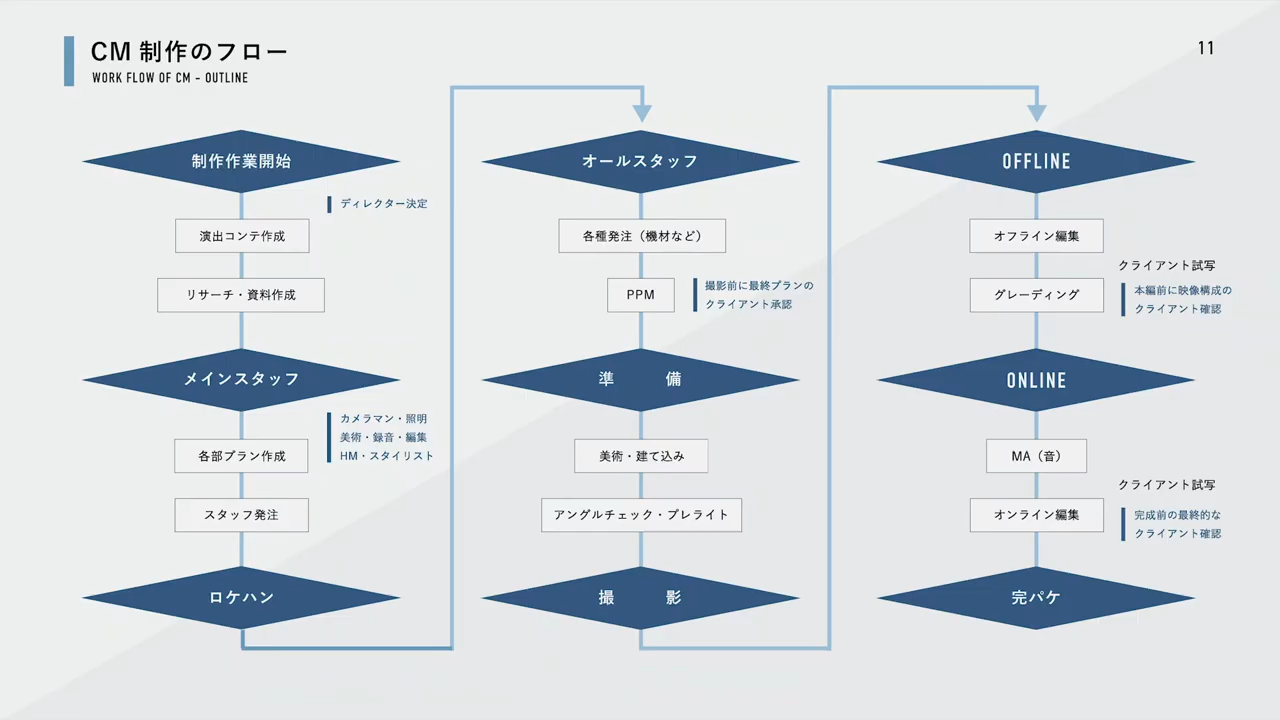 CM 制作のフロー
WORK FLOW OF CM - OUTLINE
11
制作作業開始
ディレクター決定
演出コンテ作成
リサーチ・資料作成
メインスタッフ
カメラマン・照明
美術・録音・編集
HM・スタイリスト
各部プラン作成
スタッフ発注
ロケハン
オールスタッフ
各種発注（機材など）
PPM
撮影前に最終プランの
クライアント承認
準備
美術・建て込み
アングルチェック・プレライト
撮影
OFFLINE
オフライン編集
クライアント試写
グレーディング
本編前に映像構成の
クライアント確認
ONLINE
MA（音）
クライアント試写
オンライン編集
完成前の最終的な
クライアント確認
完パケ